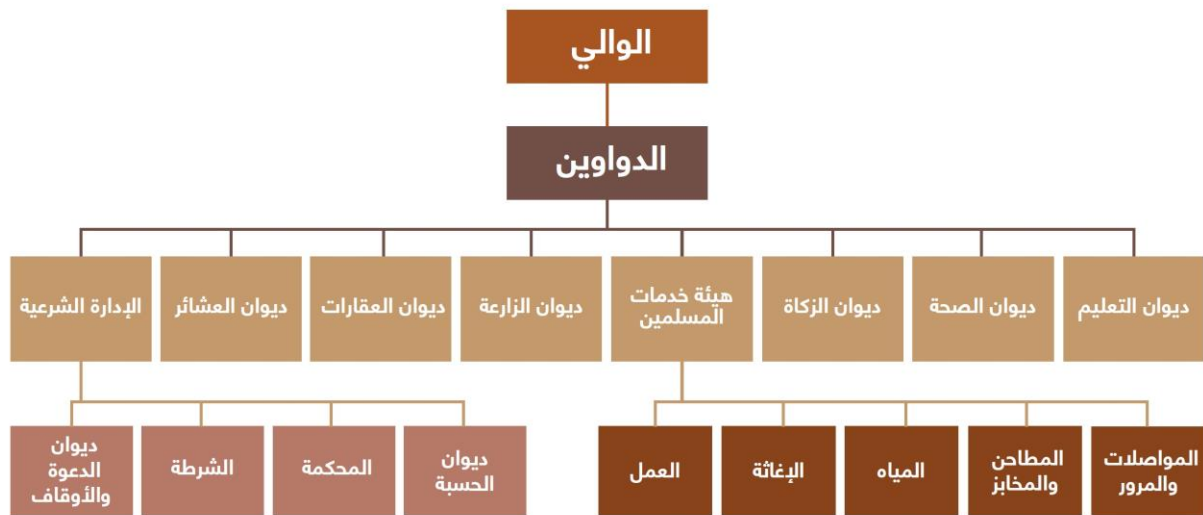 الوالي
الدواوين
ديوان التعليم
ديوان الصحة
ديوان الزكاة
هيئة خدمات
المسلمين
ديوان الزارعة
ديوان العقارات
ديوان العشائر
الإدارة الشرعية
المواصلات
والمرور
المطاحن
والمخابز
المياه
الإغاثة
العمل
ديوان
الحسبة
المحكمة
الشرطة
ديوان
الدعوة
والأوقاف